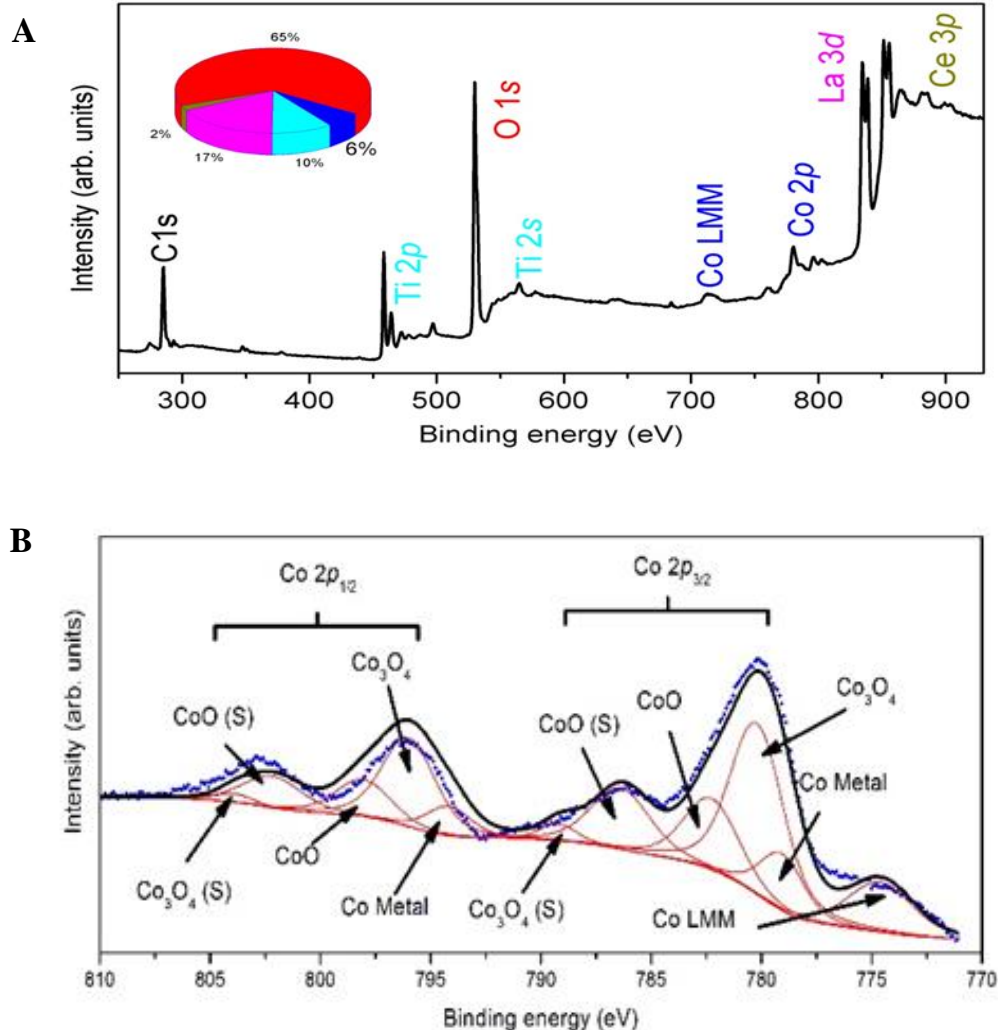 A
65%
2%
17%
10%
6%
C1s
Ti 2p
O 1s
Ti 2s
Co LMM
Co 2p
La 3d
Ce 3p
Intensity (arb. units)
300 400 500 600 700 800 900
Binding energy (eV)
B
Co 2p1/2
Co 2p3/2
Co3O4
CoO (S)
CoO (S)
CoO
Co3O4
Co Metal
CoO
Co3O4 (S)
Co Metal
Co3O4 (S)
Co LMM
Intensity (arb. units)
810 805 800 795 790 785 780 775 770
Binding energy (eV)